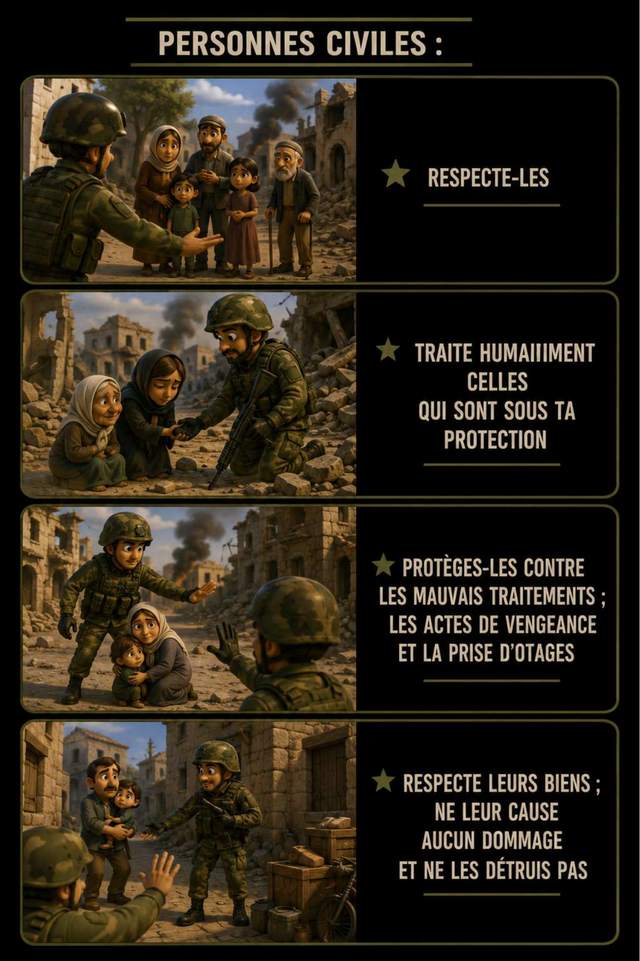 PERSONNES CIVILES :
RESPECTE-LES
TRAITE HUMAIIIMENT
CELLES
QUI SONT SOUS TA
PROTECTION
PROTÈGES-LES CONTRE
LES MAUVAIS TRAITEMENTS ;
LES ACTES DE VENGEANCE
ET LA PRISE D'OTAGES
RESPECTE LEURS BIENS ;
NE LEUR CAUSE
AUCUN DOMMAGE
ET NE LES DÉTRUIS PAS